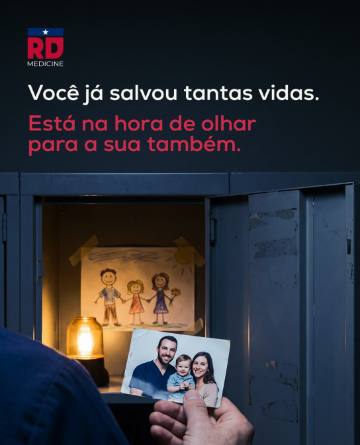 RD
MEDICINE
Você já salvou tantas vidas.
Está na hora de olhar
para a sua também.